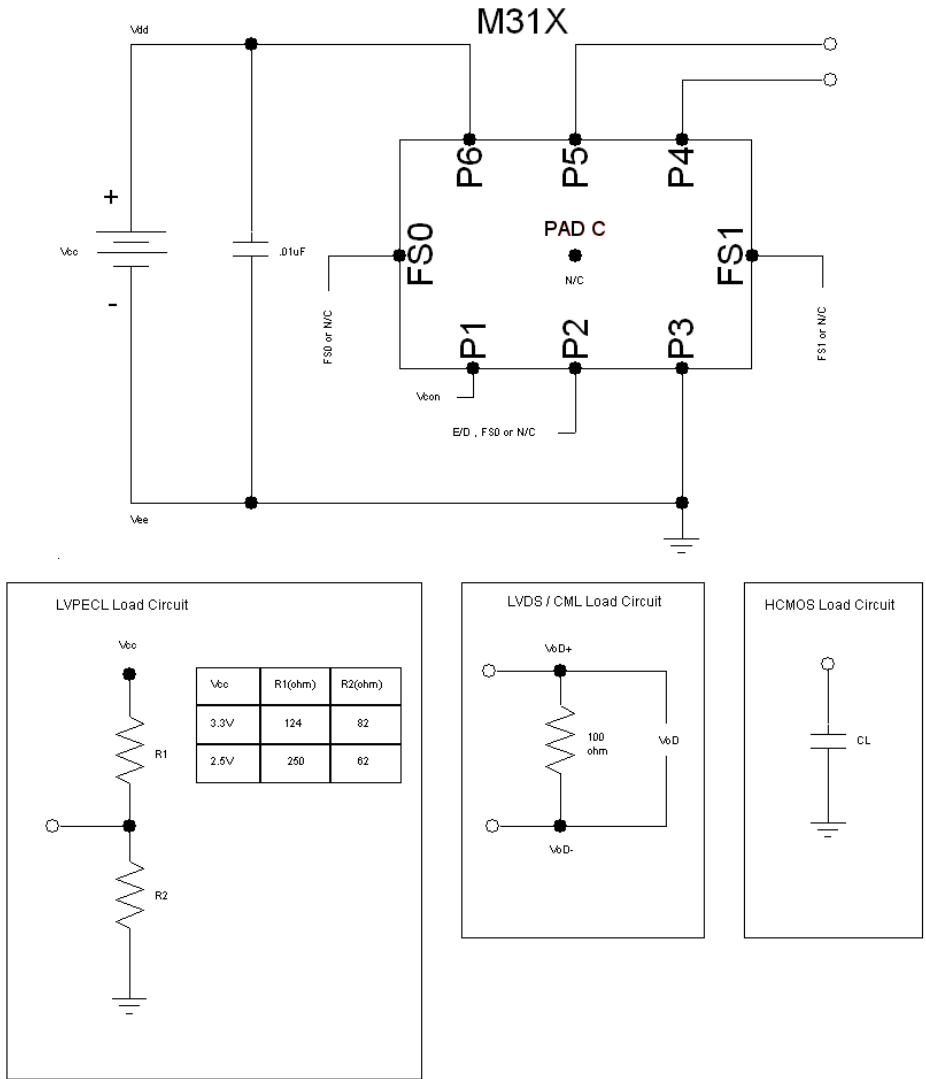 M31X
Vdd
P6
P5
P4
+
Vcc
-
.01uF
FS0
PAD C
N/C
FS1
FS0 or N/C
FS1 or N/C
P1
P2
P3
Vcon
E/D , FS0 or N/C
Vee
LVPECL Load Circuit
Vcc
Vcc R1(ohm) R2(ohm)
3.3V 124 82
2.5V 250 62
R1
R2
LVDS / CML Load Circuit
VoD+
100
ohm
VoD
VoD-
HCMOS Load Circuit
CL